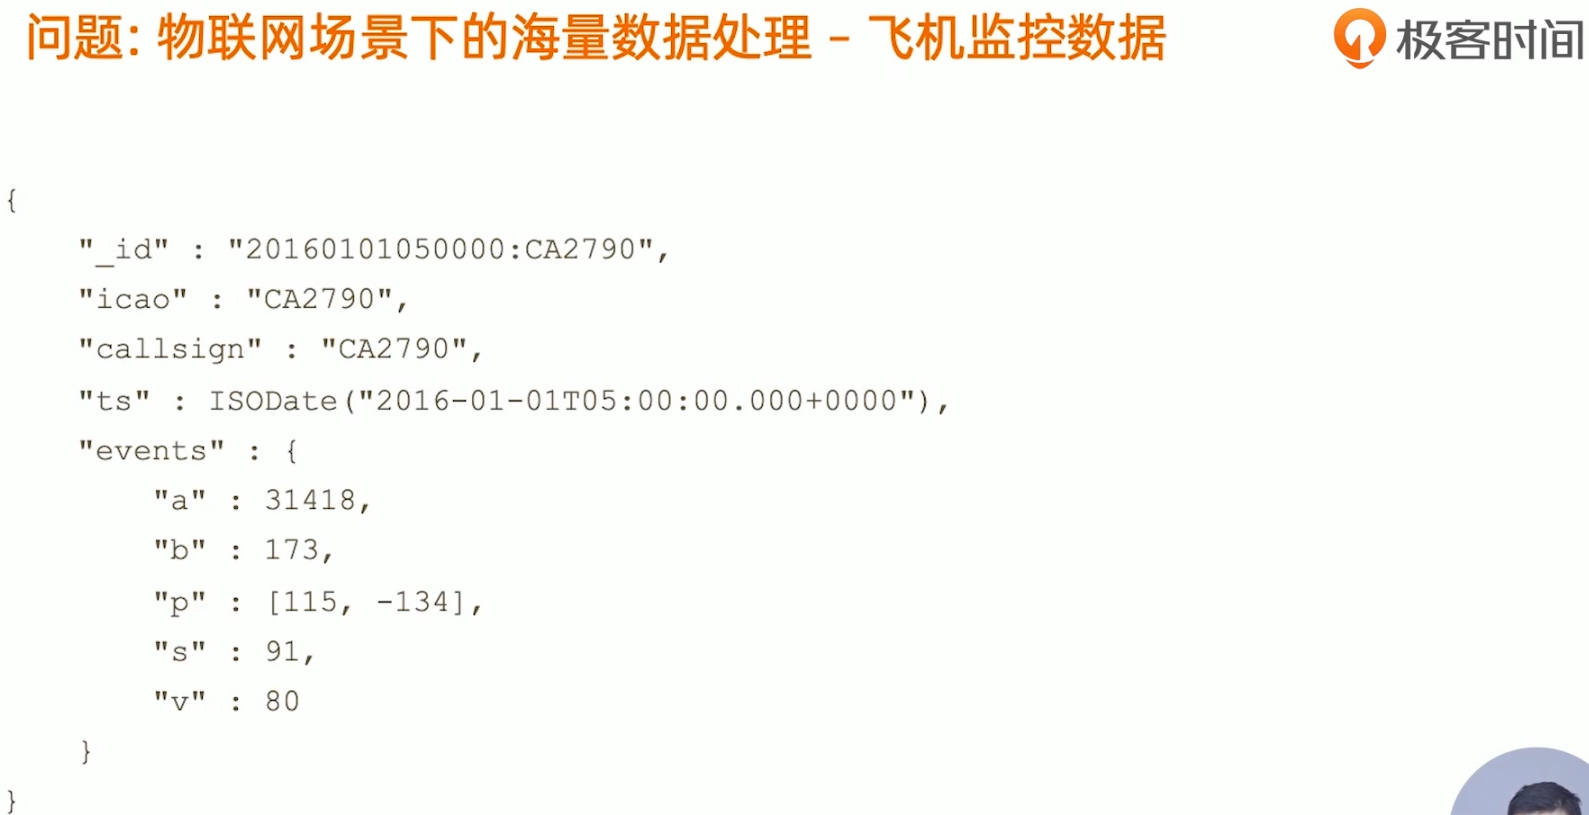 问题: 物联网场景下的海量数据处理 – 飞机监控数据
极客时间
{
"_id" : "20160101050000:CA2790",
"icao" : "CA2790",
"callsign" : "CA2790",
"ts" : ISODate("2016-01-01T05:00:00.000+0000"),
"events" : {
"a" : 31418,
"b" : 173,
"p" : [115, -134],
"s" : 91,
"v" : 80
}
}